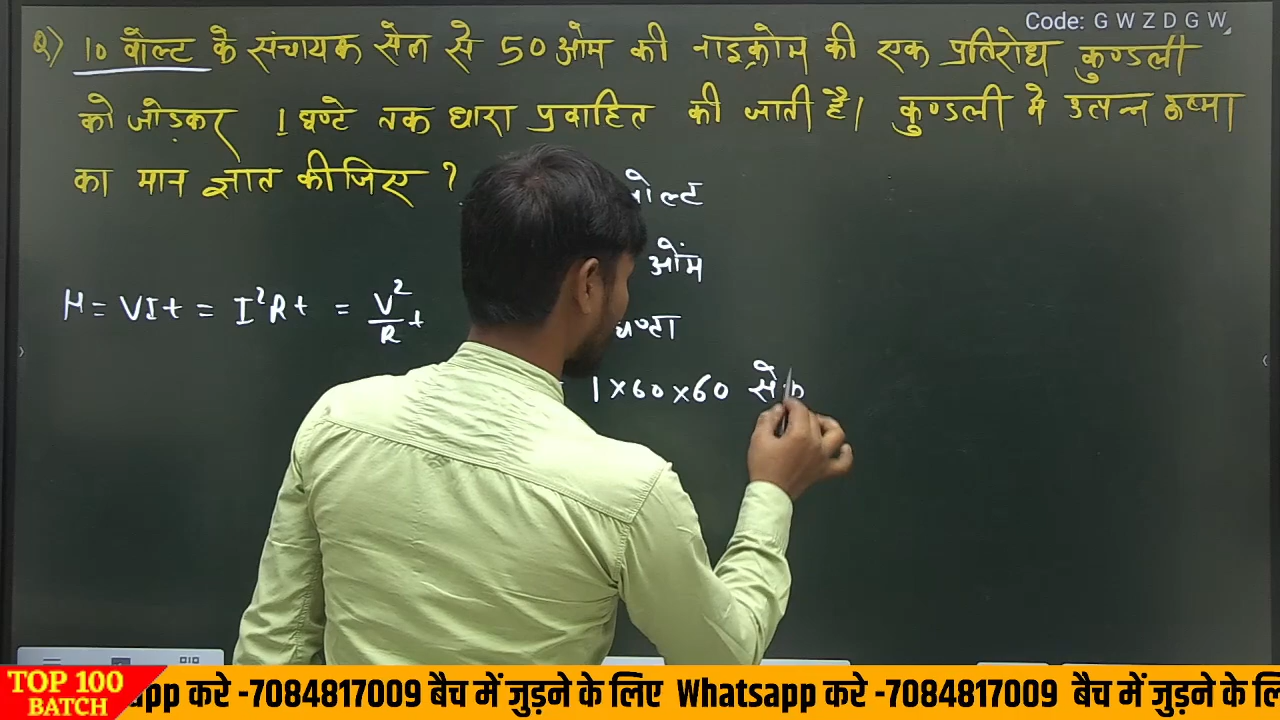 Code: G W Z D G W
Q) 10 वोल्ट के संचायक सेल से 50 ओम की नाइक्रोम की एक प्रतिरोध कुण्डली
को जोड़कर 1 घण्टे तक धारा प्रवाहित की जाती है। कुण्डली मे उत्पन्न ऊष्मा
का मान ज्ञात कीजिए ?
वोल्ट
ओम
घण्टा
H = VIt = I²Rt = V²/R t
1×60×60 सेक
TOP 100
BATCH
app करे -7084817009 बैच में जुड़ने के लिए Whatsapp करे -7084817009 बैच में जुड़ने के लि